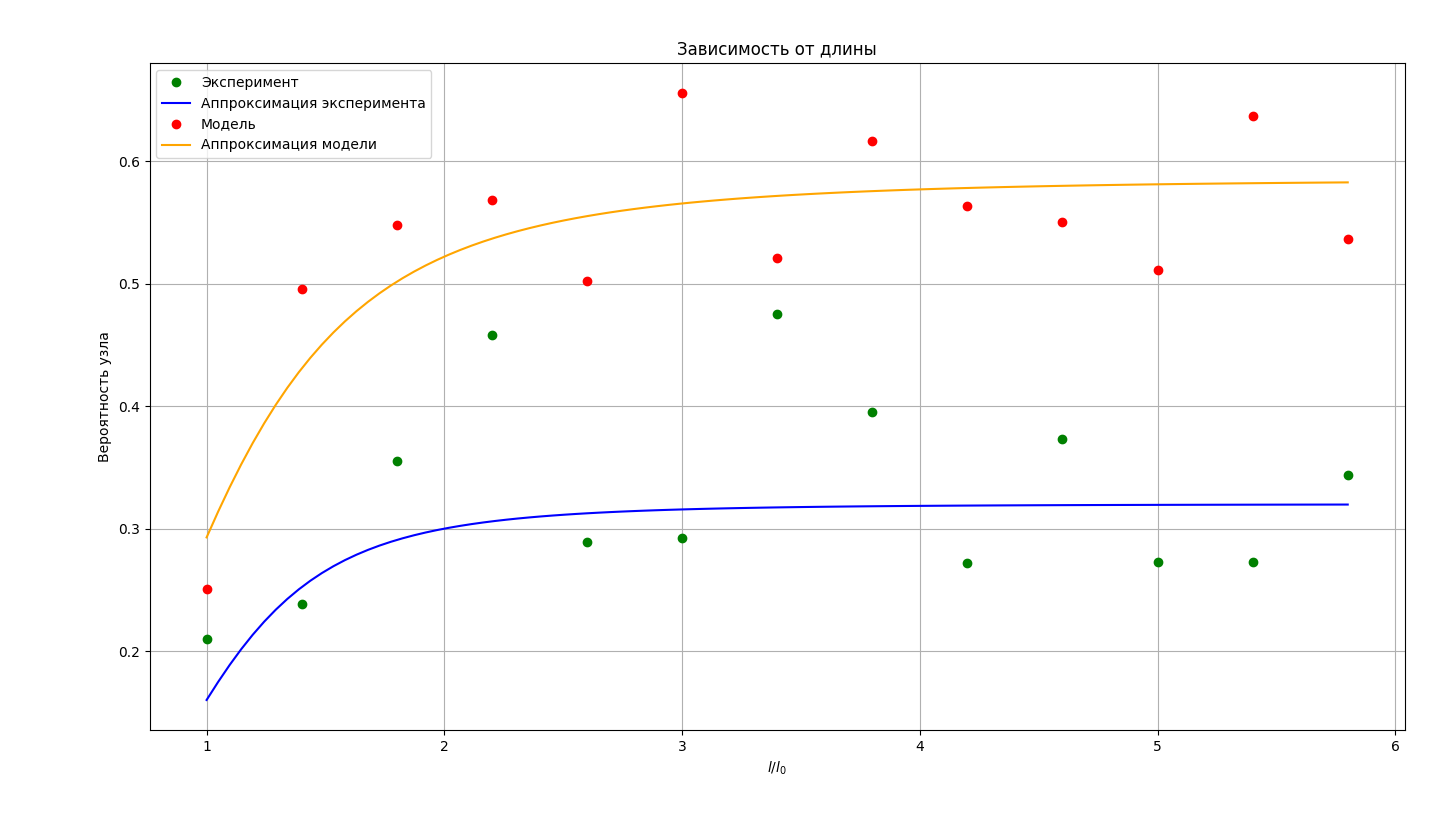 Зависимость от длины
Эксперимент
Аппроксимация эксперимента
Модель
Аппроксимация модели
Вероятность узла
0.6
0.5
0.4
0.3
0.2
1 2 3 4 5 6
l/l₀